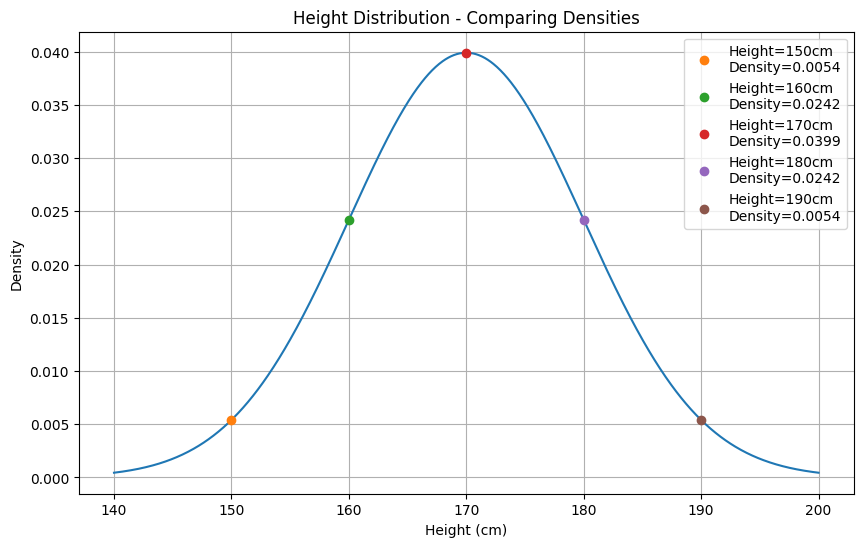 Height Distribution - Comparing Densities
0.040
0.035
0.030
0.025
0.020
0.015
0.010
0.005
0.000
Density
Height=150cm
Density=0.0054
Height=160cm
Density=0.0242
Height=170cm
Density=0.0399
Height=180cm
Density=0.0242
Height=190cm
Density=0.0054
140 150 160 170 180 190 200
Height (cm)